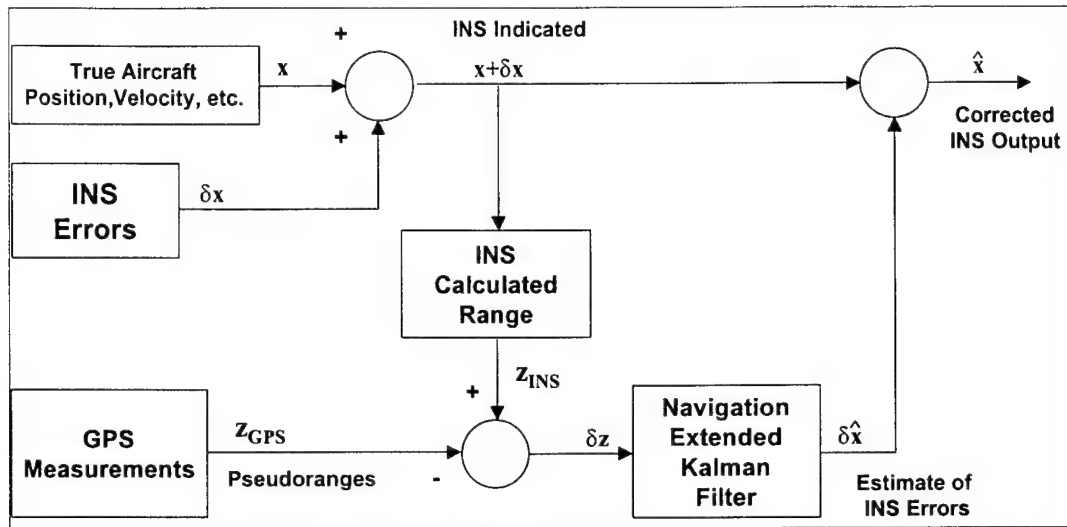 INS Indicated
True Aircraft
Position,Velocity, etc.
x
+
+
x+δx
x̂
Corrected
INS Output
INS
Errors
δx
INS
Calculated
Range
+
z_INS
GPS
Measurements
z_GPS
Pseudoranges
-
δz
Navigation
Extended
Kalman
Filter
δx̂
Estimate of
INS Errors